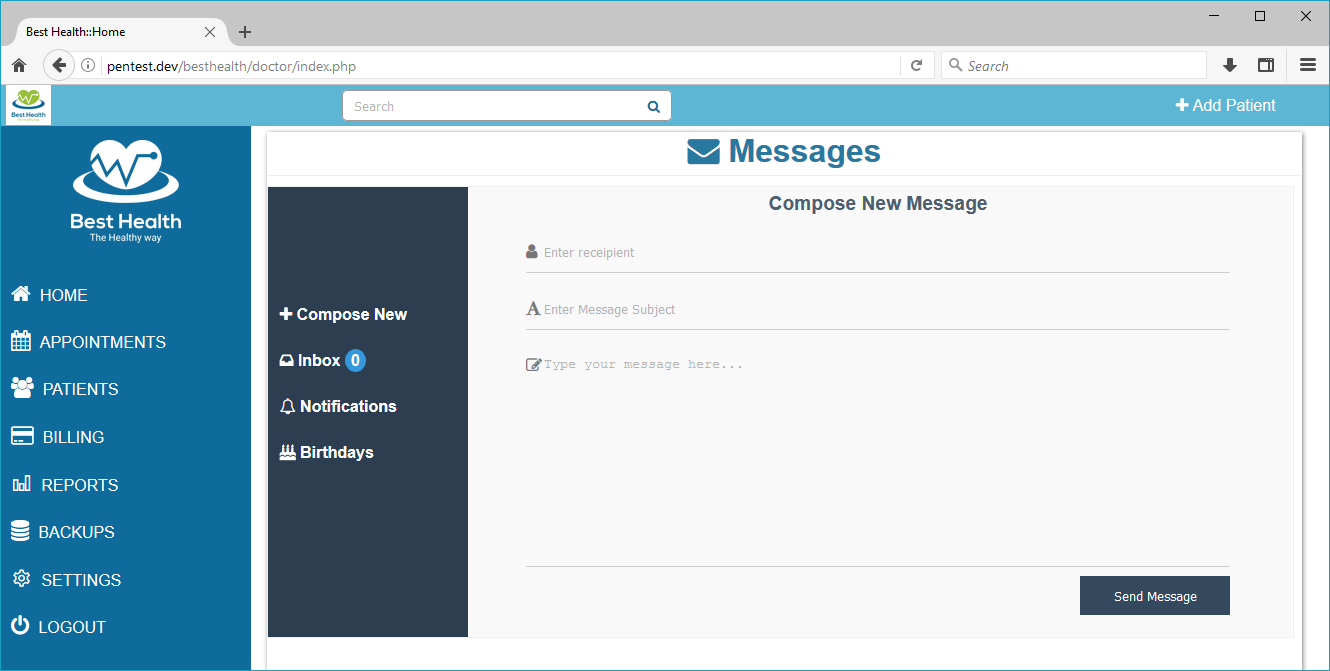 Best Health::Home
pentest.dev/besthealth/doctor/index.php
Search
Best Health
Search
Add Patient
Best Health
The Healthy way
HOME
APPOINTMENTS
PATIENTS
BILLING
REPORTS
BACKUPS
SETTINGS
LOGOUT
Messages
Compose New
Inbox 0
Notifications
Birthdays
Compose New Message
Enter receipient
Enter Message Subject
Type your message here...
Send Message